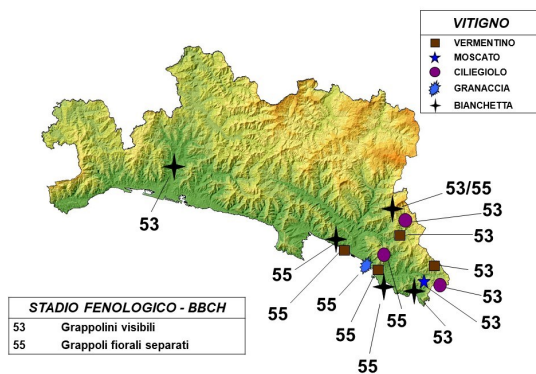 VITIGNO
VERMENTINO
MOSCATO
CILIEGIOLO
GRANACCIA
BIANCHETTA
53/55
53
53
53
55
53
55
53
55
55
55
53
53
55
STADIO FENOLOGICO - BBCH
53 Grappolini visibili
55 Grappoli fiorali separati